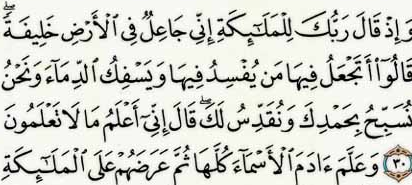 وَإِذْ قَالَ رَبُّكَ لِلْمَلَٰٓئِكَةِ إِنِّي جَاعِلٌ فِي ٱلْأَرْضِ خَلِيفَةً ۖ
قَالُوٓا۟ أَتَجْعَلُ فِيهَا مَن يُفْسِدُ فِيهَا وَيَسْفِكُ ٱلدِّمَآءَ وَنَحْنُ
نُسَبِّحُ بِحَمْدِكَ وَنُقَدِّسُ لَكَ ۖ قَالَ إِنِّيٓ أَعْلَمُ مَا لَا تَعْلَمُونَ
٣٠ وَعَلَّمَ ءَادَمَ ٱلْأَسْمَآءَ كُلَّهَا ثُمَّ عَرَضَهُمْ عَلَى ٱلْمَلَٰٓئِكَةِ